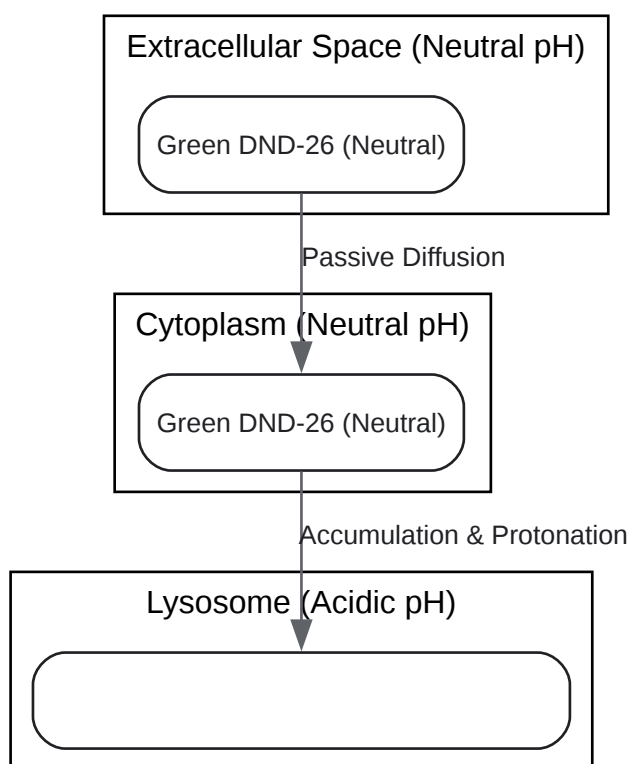 Extracellular Space (Neutral pH)
Green DND-26 (Neutral)
Passive Diffusion
Cytoplasm (Neutral pH)
Green DND-26 (Neutral)
Accumulation & Protonation
Lysosome (Acidic pH)